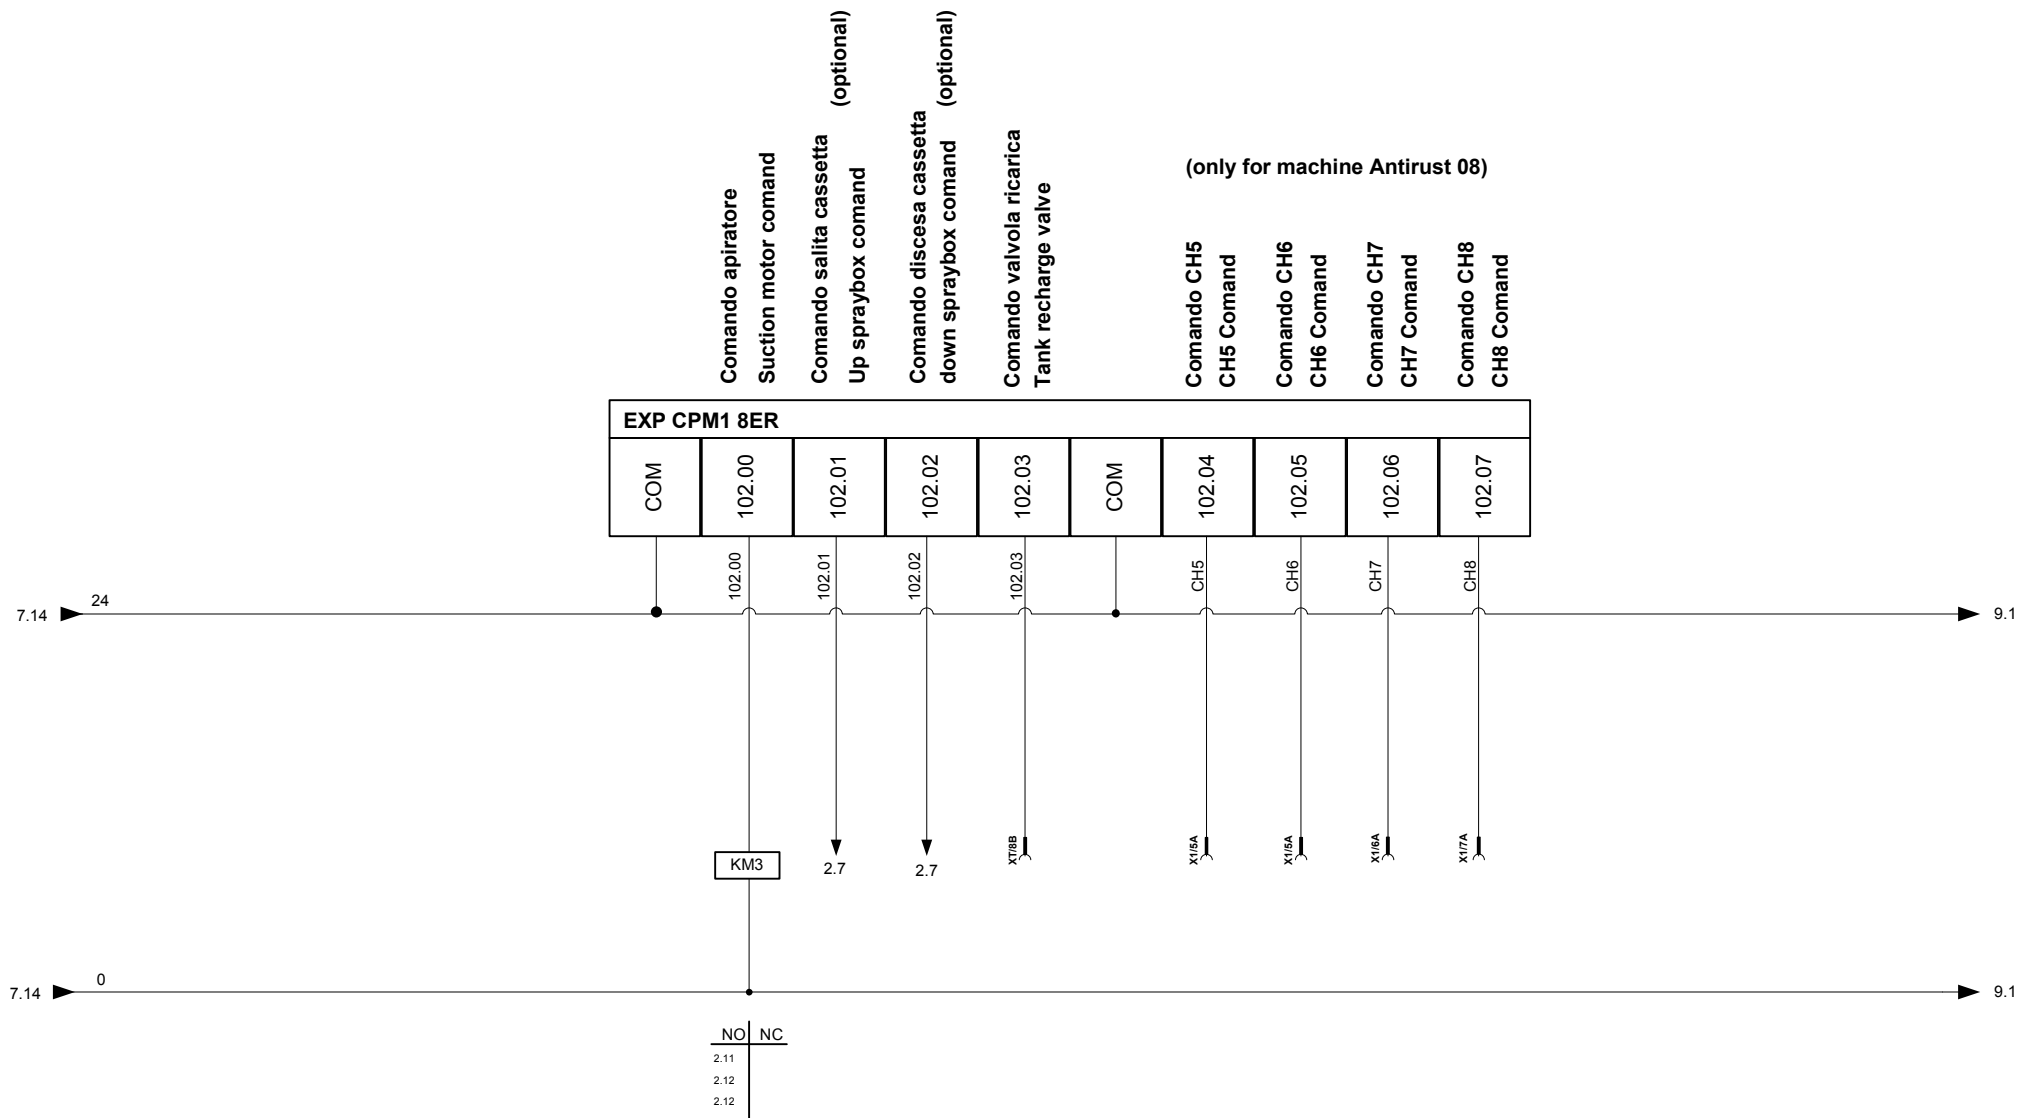 Comando apiratore
Suction motor comand
Comando salita cassetta
(optional)
Up spraybox comand
Comando discesa cassetta
(optional)
down spraybox comand
Comando valvola ricarica
Tank recharge valve
(only for machine Antirust 08)
Comando CH5
CH5 Comand
Comando CH6
CH6 Comand
Comando CH7
CH7 Comand
Comando CH8
CH8 Comand
EXP CPM1 8ER
COM 102.00 102.01 102.02 102.03 COM 102.04 102.05 102.06 102.07
102.00 102.01 102.02 102.03 CH5 CH6 CH7 CH8
7.14 24 9.1
XT/8B X1/5A X1/5A X1/6A X1/7A
KM3 2.7 2.7
7.14 0 9.1
NO NC
2.11
2.12
2.12